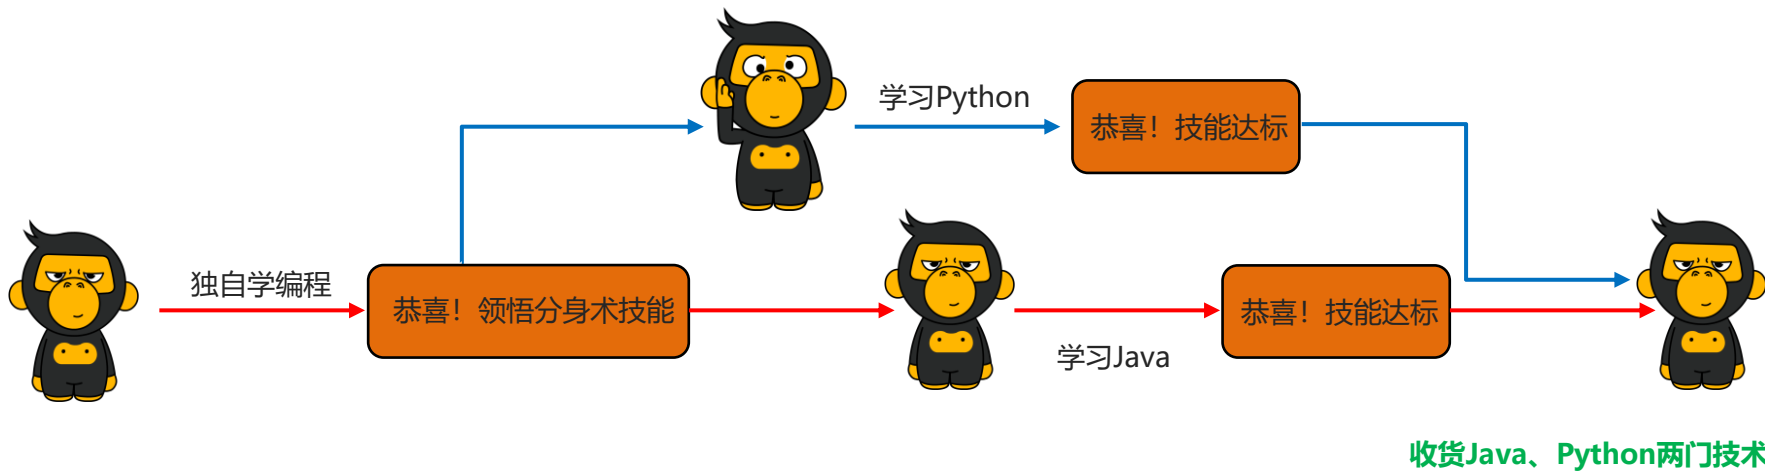 学习Python
恭喜！技能达标
独自学编程
恭喜！领悟分身术技能
学习Java
恭喜！技能达标
收货Java、Python两门技术